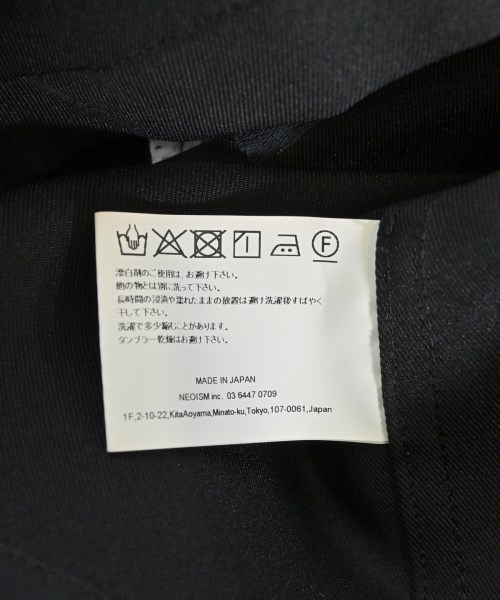 漂白剤のご使用は、お避け下さい。
他の物とは別に洗って下さい。
長時間の浸漬や濡れたままの放置は避け洗濯後すばやく
干して下さい。
洗濯で多少縮むことがあります。
タンブラー乾燥はお避け下さい。
MADE IN JAPAN
NEOISM inc. 03 6447 0709
1F,2-10-22,KitaAoyama,Minato-ku,Tokyo,107-0061,Japan
F